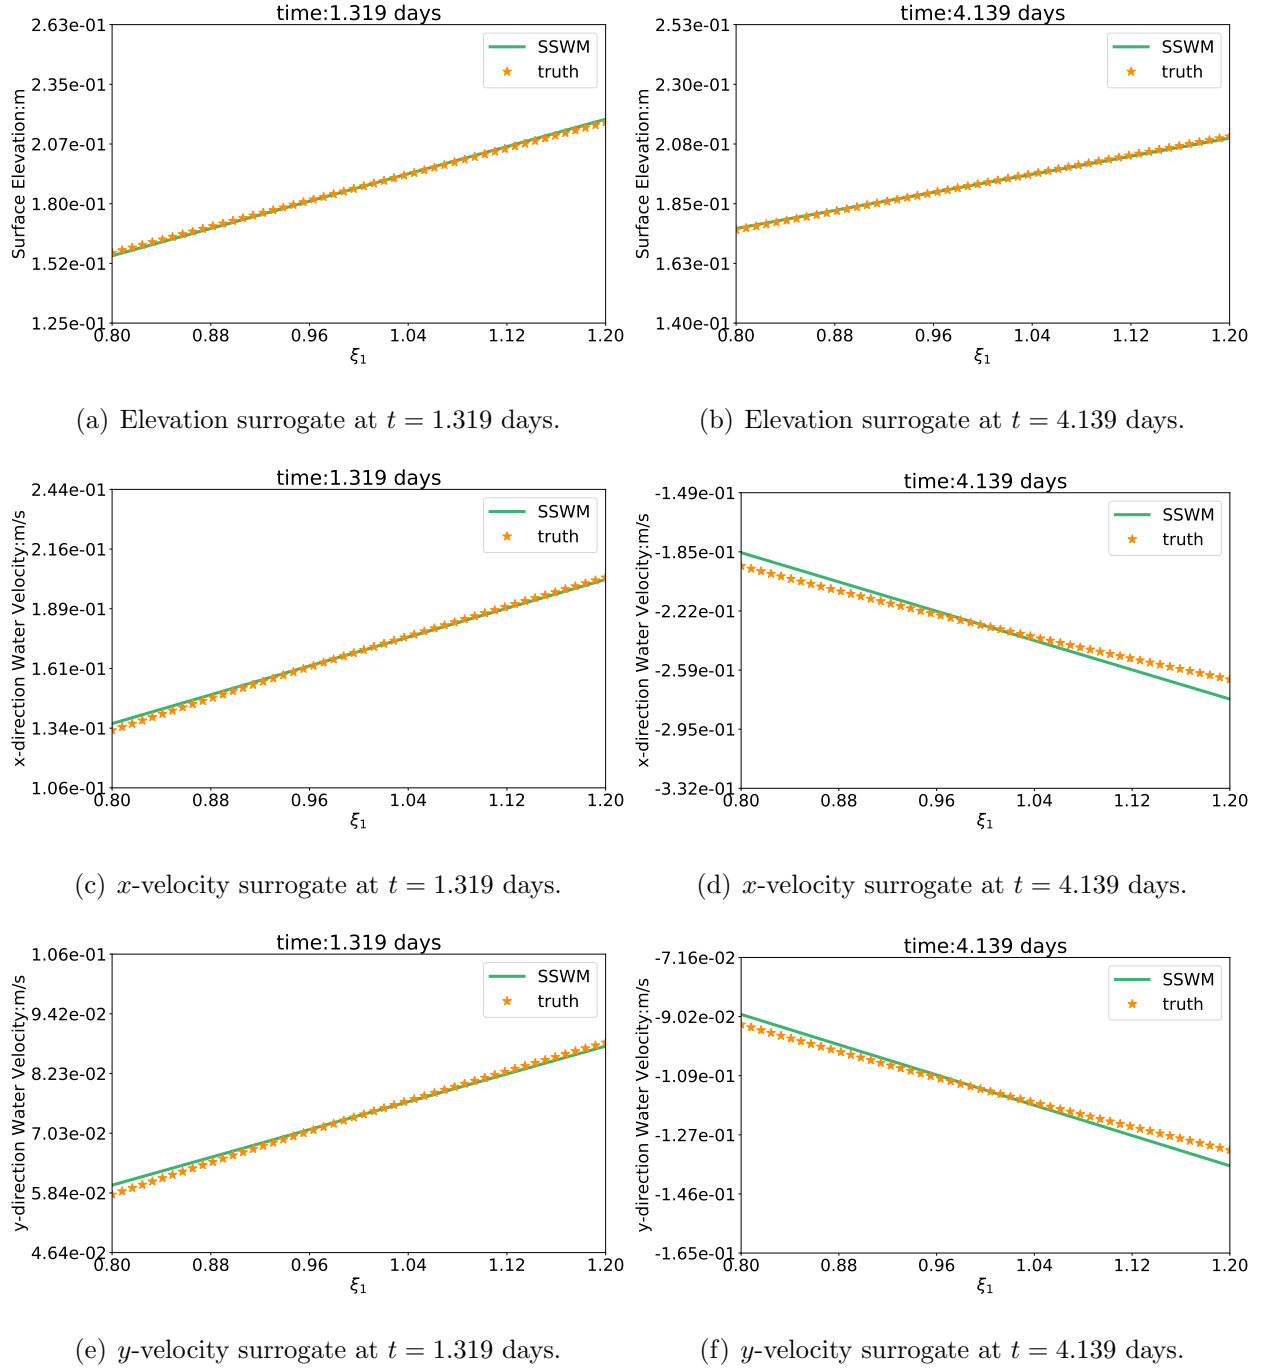 time:1.319 days
2.63e-01
2.35e-01
2.07e-01
1.80e-01
1.52e-01
1.25e-01
Surface Elevation:m
SSWM
truth
0.80 0.88 0.96 1.04 1.12 1.20
ξ1
(a) Elevation surrogate at t = 1.319 days.
time:4.139 days
2.53e-01
2.30e-01
2.08e-01
1.85e-01
1.63e-01
1.40e-01
Surface Elevation:m
SSWM
truth
0.80 0.88 0.96 1.04 1.12 1.20
ξ1
(b) Elevation surrogate at t = 4.139 days.
time:1.319 days
2.44e-01
2.16e-01
1.89e-01
1.61e-01
1.34e-01
1.06e-01
x-direction Water Velocity:m/s
SSWM
truth
0.80 0.88 0.96 1.04 1.12 1.20
ξ1
(c) x-velocity surrogate at t = 1.319 days.
time:4.139 days
-1.49e-01
-1.85e-01
-2.22e-01
-2.59e-01
-2.95e-01
-3.32e-01
x-direction Water Velocity:m/s
SSWM
truth
0.80 0.88 0.96 1.04 1.12 1.20
ξ1
(d) x-velocity surrogate at t = 4.139 days.
time:1.319 days
1.06e-01
9.42e-02
8.23e-02
7.03e-02
5.84e-02
4.64e-02
y-direction Water Velocity:m/s
SSWM
truth
0.80 0.88 0.96 1.04 1.12 1.20
ξ1
(e) y-velocity surrogate at t = 1.319 days.
time:4.139 days
-7.16e-02
-9.02e-02
-1.09e-01
-1.27e-01
-1.46e-01
-1.65e-01
y-direction Water Velocity:m/s
SSWM
truth
0.80 0.88 0.96 1.04 1.12 1.20
ξ1
(f) y-velocity surrogate at t = 4.139 days.